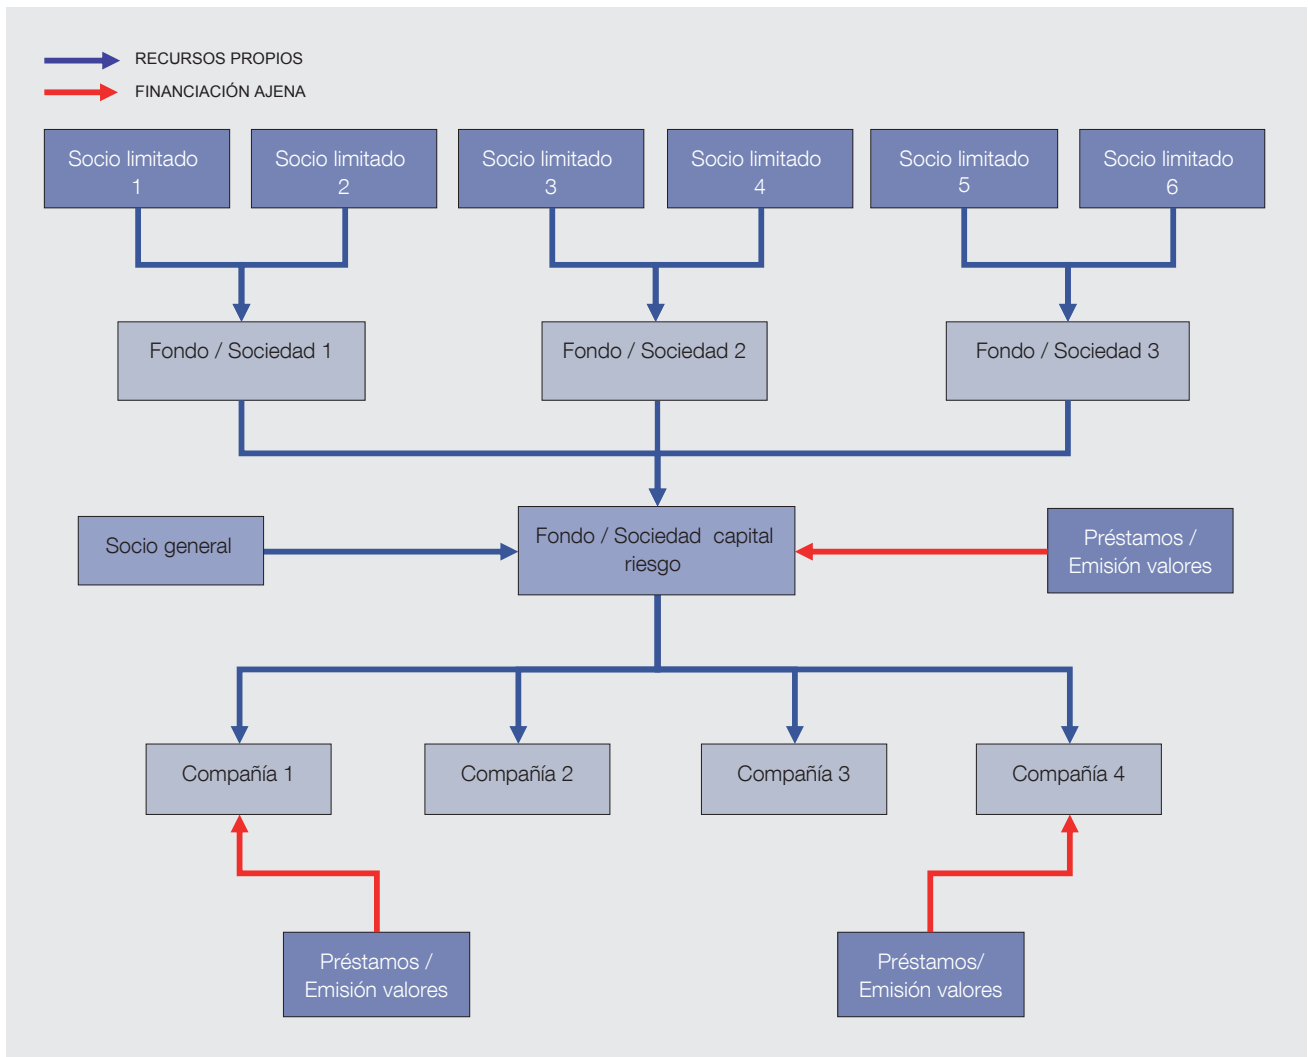 RECURSOS PROPIOS
FINANCIACIÓN AJENA
Socio limitado
1
Socio limitado
2
Socio limitado
3
Socio limitado
4
Socio limitado
5
Socio limitado
6
Fondo / Sociedad 1
Fondo / Sociedad 2
Fondo / Sociedad 3
Socio general
Fondo / Sociedad capital
riesgo
Préstamos /
Emisión valores
Compañía 1
Compañía 2
Compañía 3
Compañía 4
Préstamos /
Emisión valores
Préstamos/
Emisión valores